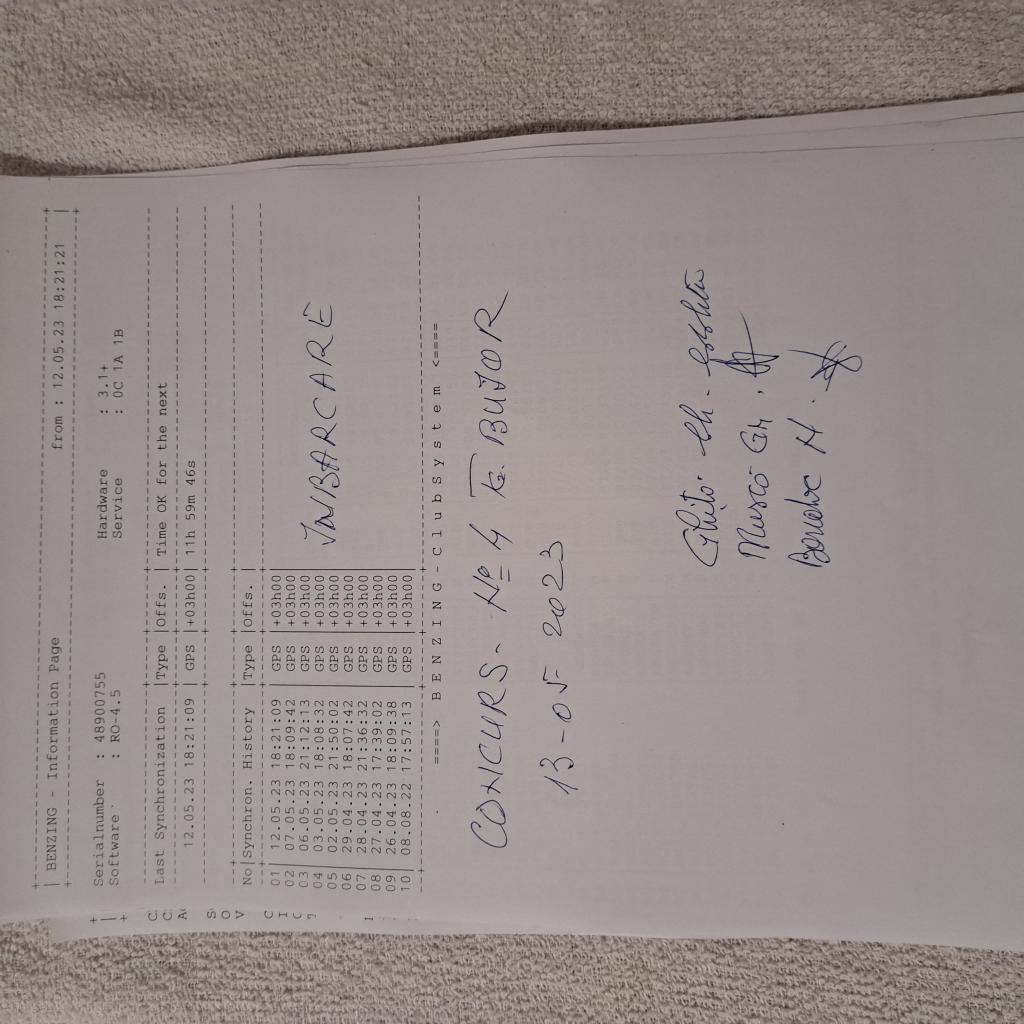 | BENZING - Information Page from : 12.05.23 18:21:21 |
Serialnumber : 48900755 Hardware : 3.1+
Software : RO-4.5 Service : 0C 1A 1B
Last Synchronization |Type |Offs. | Time OK for the next
12.05.23 18:21:09 | GPS |+03h00| 11h 59m 46s
No|Synchron. History |Type |Offs. |
01 | 12.05.23 18:21:09 | GPS |+03h00
02 | 07.05.23 18:09:42 | GPS |+03h00
03 | 06.05.23 21:12:13 | GPS |+03h00
04 | 03.05.23 18:08:32 | GPS |+03h00
05 | 02.05.23 21:50:02 | GPS |+03h00
06 | 29.04.23 18:07:42 | GPS |+03h00
07 | 28.04.23 21:36:32 | GPS |+03h00
08 | 27.04.23 17:39:02 | GPS |+03h00
09 | 26.04.23 18:09:38 | GPS |+03h00
10 | 08.08.22 17:57:13 | GPS |+03h00
INBARCARE
====> B E N Z I N G - C l u b s y s t e m <====
CONCURS. No 4 Tg. BUJOR
13-05-2023